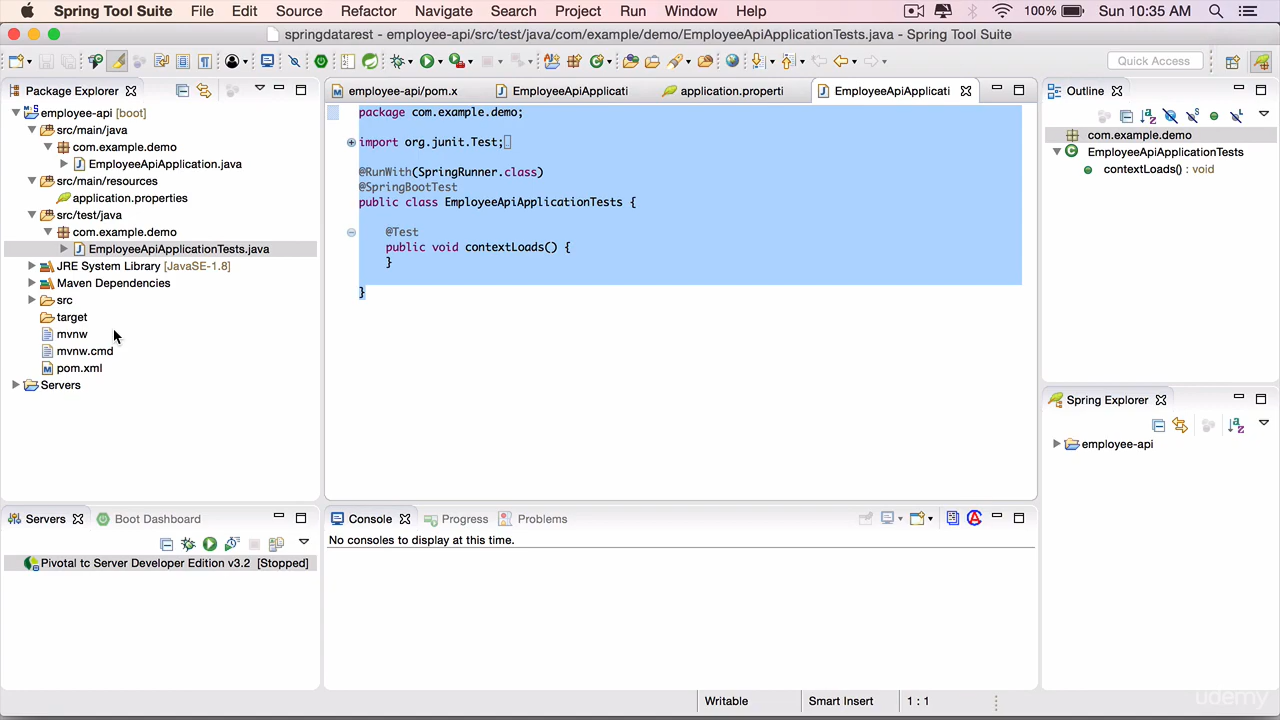 Spring Tool Suite File Edit Source Refactor Navigate Search Project Run Window Help 100% Sun 10:35 AM
springdatarest - employee-api/src/test/java/com/example/demo/EmployeeApiApplicationTests.java - Spring Tool Suite
Quick Access
Package Explorer
employee-api [boot]
src/main/java
com.example.demo
EmployeeApiApplication.java
src/main/resources
application.properties
src/test/java
com.example.demo
EmployeeApiApplicationTests.java
JRE System Library [JavaSE-1.8]
Maven Dependencies
src
target
mvnw
mvnw.cmd
pom.xml
Servers
employee-api/pom.x EmployeeApiApplicati application.properti EmployeeApiApplicati
package com.example.demo;
import org.junit.Test;
@RunWith(SpringRunner.class)
@SpringBootTest
public class EmployeeApiApplicationTests {
@Test
public void contextLoads() {
}
}
Outline
com.example.demo
EmployeeApiApplicationTests
contextLoads() : void
Spring Explorer
employee-api
Servers Boot Dashboard
Pivotal tc Server Developer Edition v3.2 [Stopped]
Console Progress Problems
No consoles to display at this time.
Writable Smart Insert 1 : 1
udemy